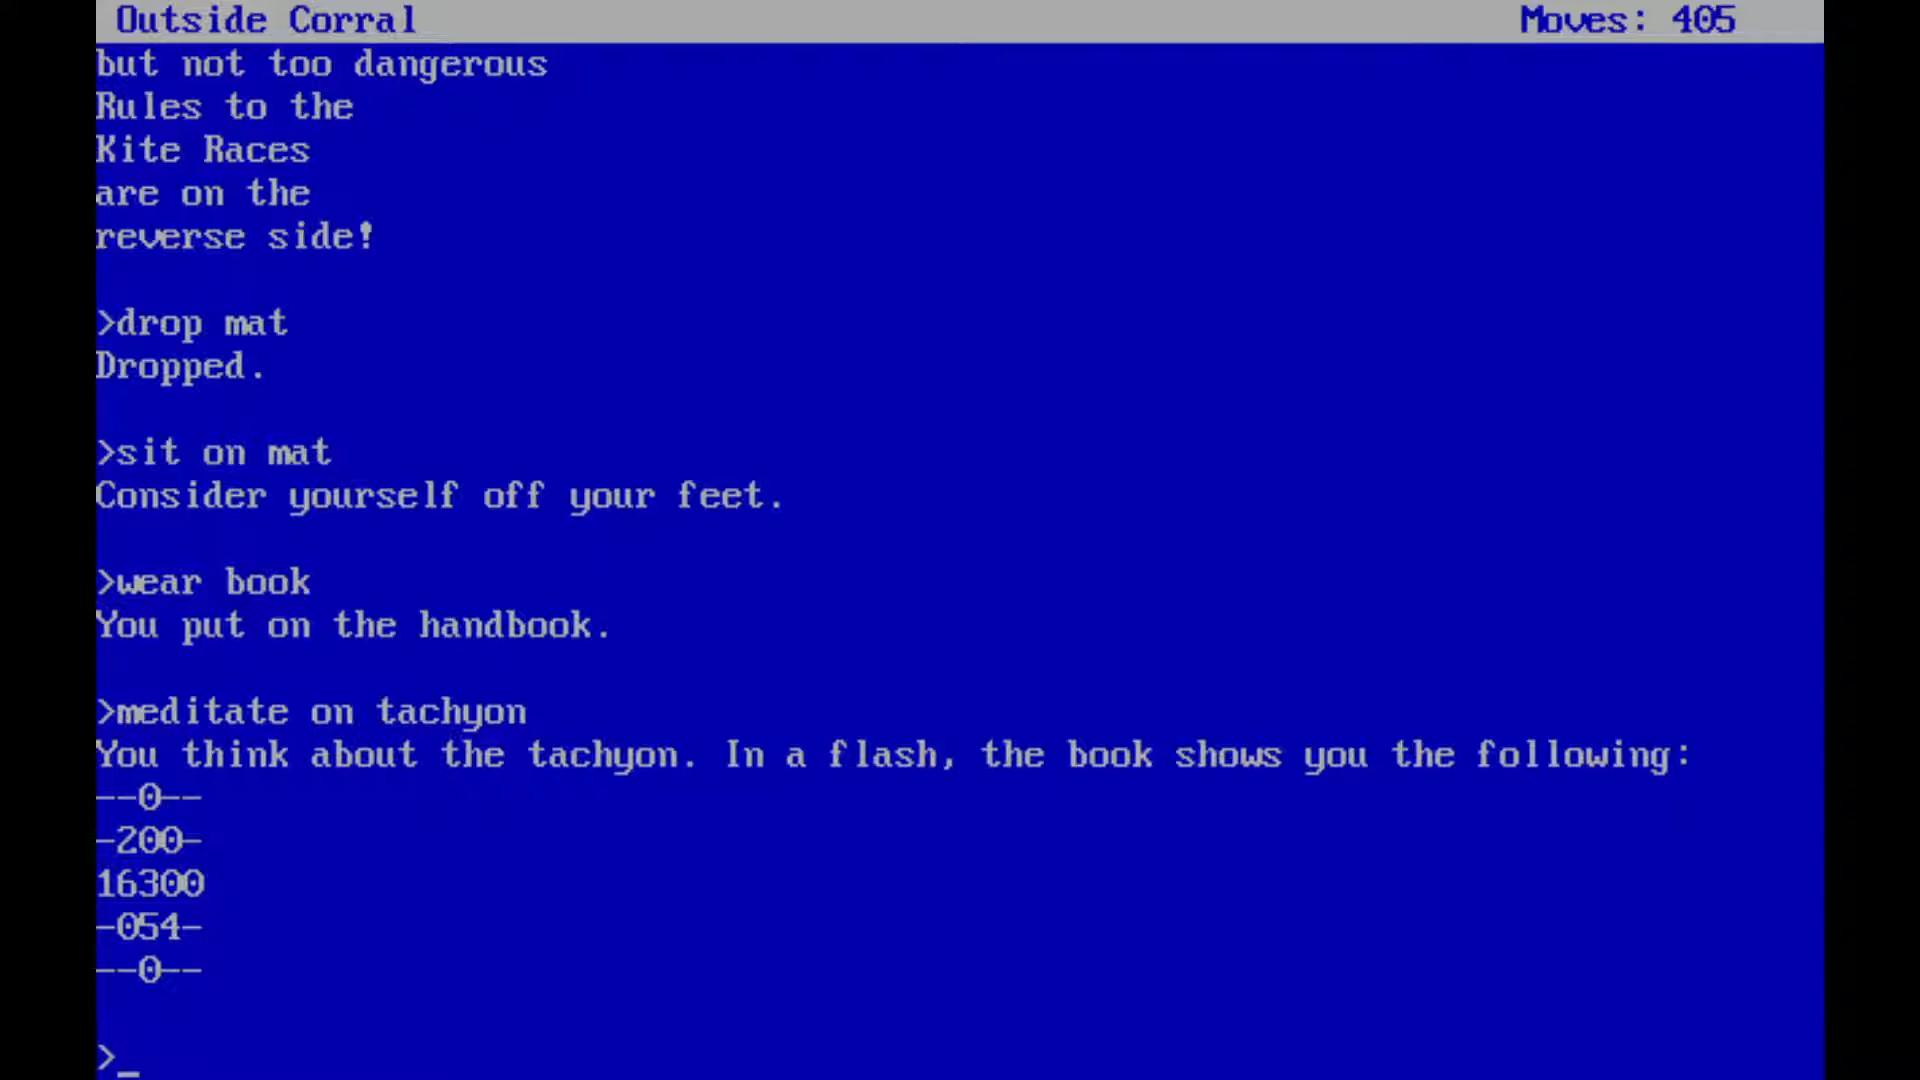 Outside Corral Moves: 405
but not too dangerous
Rules to the
Kite Races
are on the
reverse side!
>drop mat
Dropped.
>sit on mat
Consider yourself off your feet.
>wear book
You put on the handbook.
>meditate on tachyon
You think about the tachyon. In a flash, the book shows you the following:
--0--
-200-
16300
-054-
--0--
>_